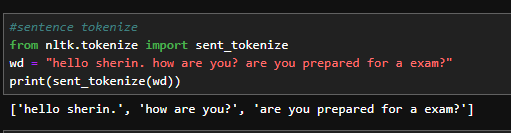 #sentence tokenize
from nltk.tokenize import sent_tokenize
wd = "hello sherin. how are you? are you prepared for a exam?"
print(sent_tokenize(wd))
['hello sherin.', 'how are you?', 'are you prepared for a exam?']